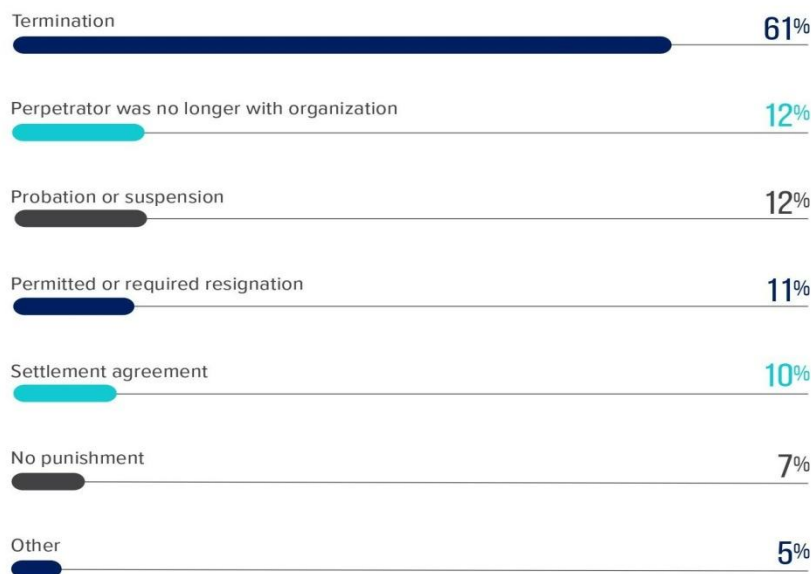 Termination
61%
Perpetrator was no longer with organization
12%
Probation or suspension
12%
Permitted or required resignation
11%
Settlement agreement
10%
No punishment
7%
Other
5%